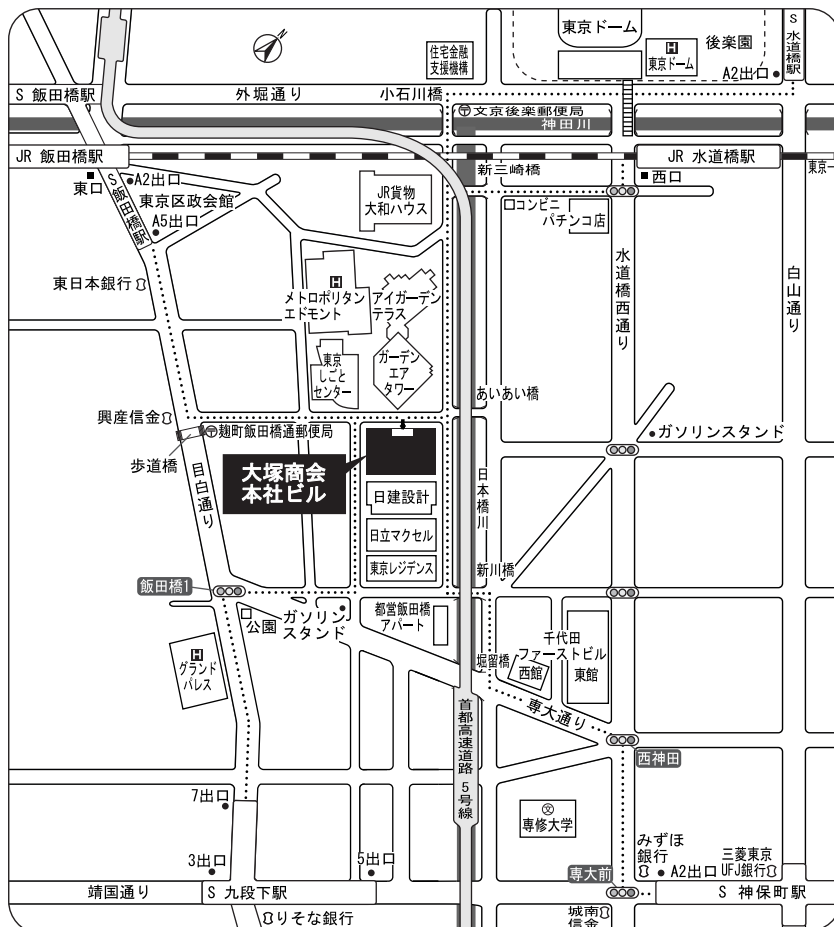 東京ドーム
S 水道橋駅
住宅金融
支援機構
H
東京ドーム
後楽園
A2出口
S 飯田橋駅
外堀通り
小石川橋
〒文京後楽郵便局
神田川
JR 飯田橋駅
JR 水道橋駅
東京
新三崎橋
東口
A2出口
S 飯田橋駅
東京区政会館
A5出口
JR貨物
大和ハウス
西口
コンビニ
パチンコ店
東日本銀行
H
メトロポリタン
エドモント
アイガーデン
テラス
水道橋西通り
白山通り
東京
しごと
センター
ガーデン
エア
タワー
あいあい橋
興産信金
〒麹町飯田橋通郵便局
ガソリンスタンド
歩道橋
目白通り
大塚商会
本社ビル
日建設計
日本橋川
日立マクセル
東京レジデンス
新川橋
飯田橋1
公園
ガソリン
スタンド
都営飯田橋
アパート
千代田
ファーストビル
西館
東館
堀留橋
H
グランド
パレス
専大通り
首都高速道路 5号線
西神田
7出口
文
専修大学
みずほ
銀行
3出口
5出口
専大前
A2出口
三菱東京
UFJ銀行
靖国通り
S 九段下駅
S 神保町駅
りそな銀行
城南
信金